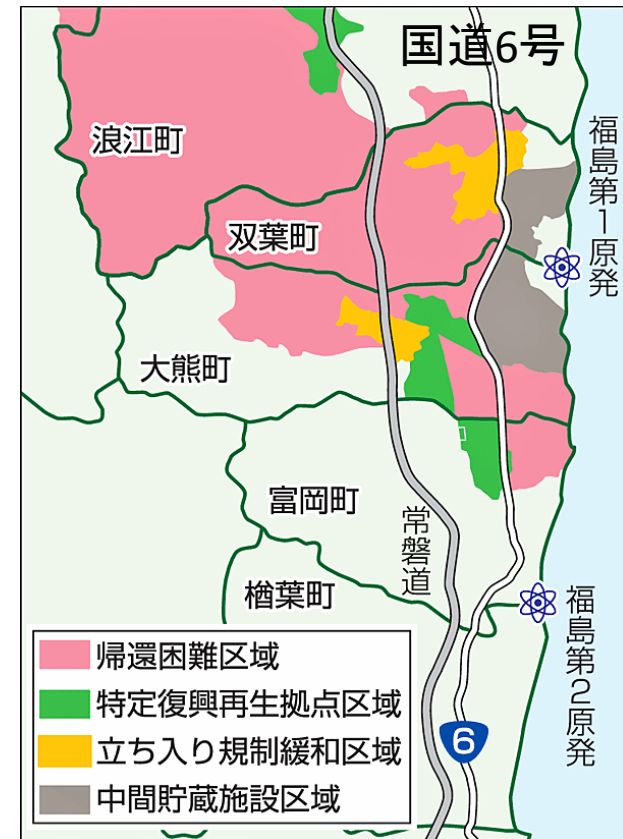 国道6号
浪江町
双葉町
福島第1原発
大熊町
富岡町
常磐道
楢葉町
福島第2原発
帰還困難区域
特定復興再生拠点区域
立ち入り規制緩和区域
中間貯蔵施設区域
6